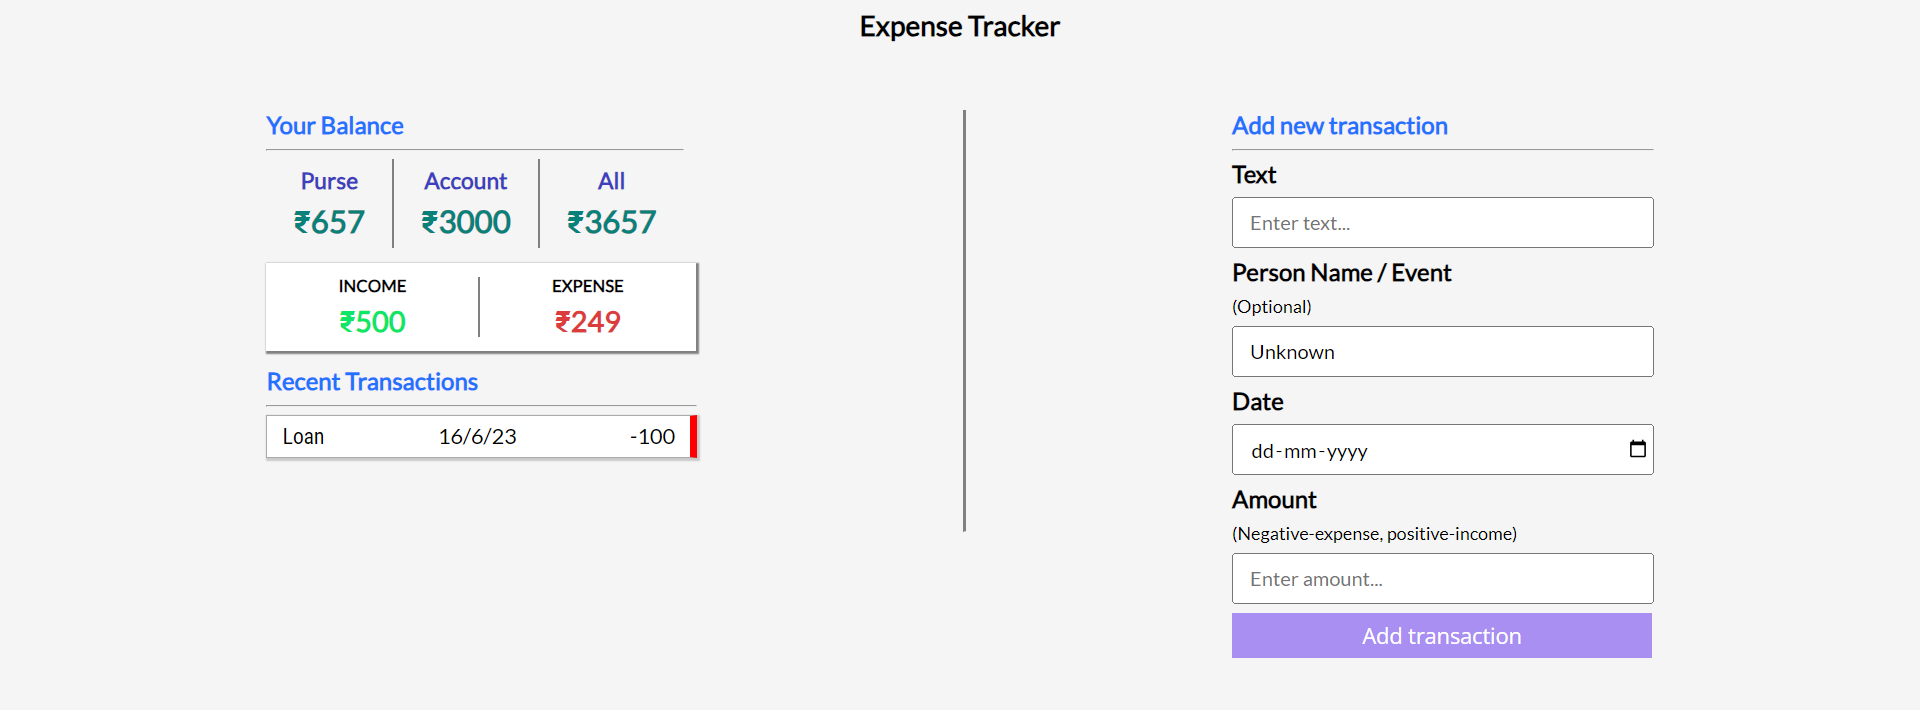 Expense Tracker
Your Balance
Purse Account All
₹657 ₹3000 ₹3657
INCOME EXPENSE
₹500 ₹249
Recent Transactions
Loan 16/6/23 -100
Add new transaction
Text
Enter text...
Person Name / Event
(Optional)
Unknown
Date
dd-mm-yyyy
Amount
(Negative-expense, positive-income)
Enter amount...
Add transaction